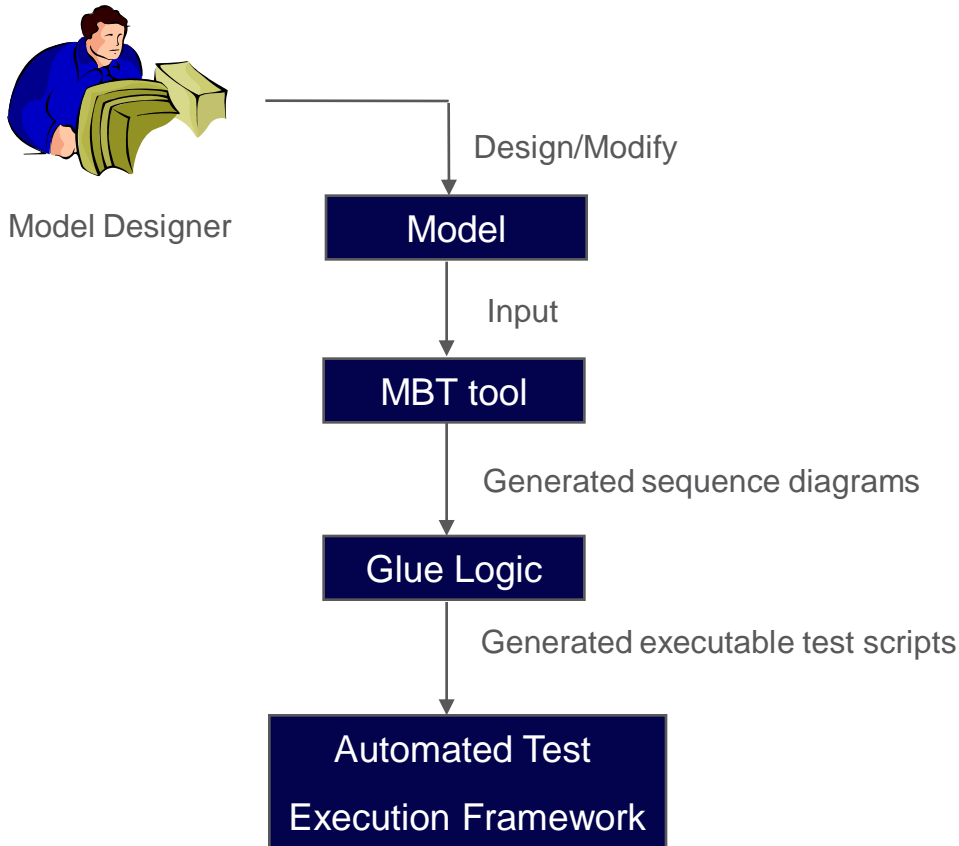 Design/Modify
Model Designer
Model
Input
MBT tool
Generated sequence diagrams
Glue Logic
Generated executable test scripts
Automated Test
Execution Framework